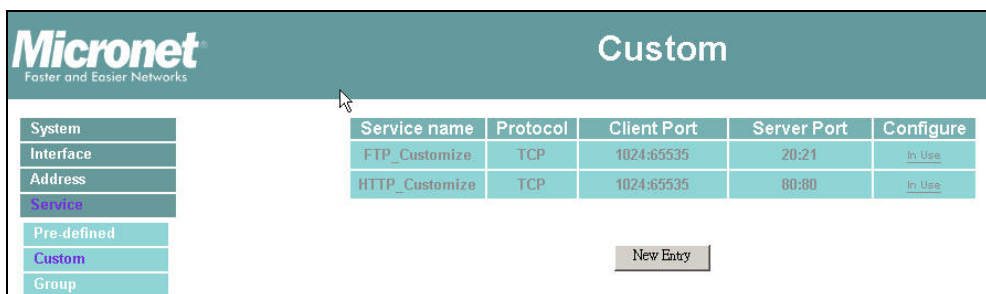 Micronet
Faster and Easier Networks
Custom
System
Interface
Address
Service
Pre-defined
Custom
Group
Service name Protocol Client Port Server Port Configure
FTP_Customize TCP 1024:65535 20:21 In Use
HTTP_Customize TCP 1024:65535 80:80 In Use
New Entry